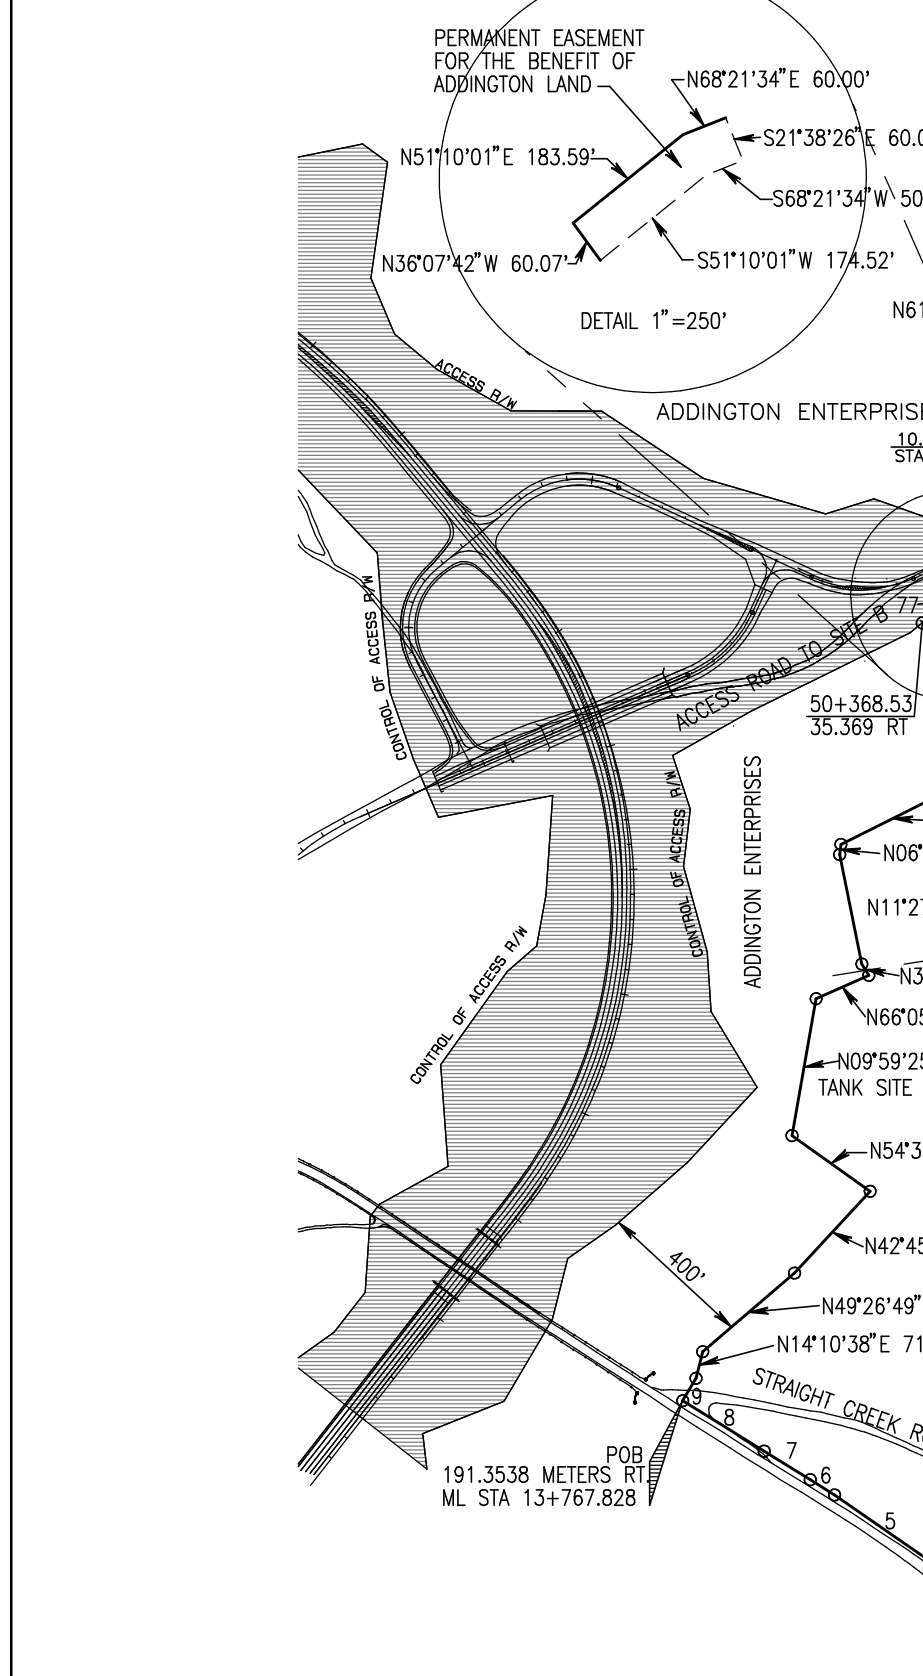 PERMANENT EASEMENT
FOR THE BENEFIT OF
ADDINGTON LAND
N68°21'34"E 60.00'
S21°38'26"E 60.0
N51°10'01"E 183.59'
S68°21'34"W 50
N36°07'42"W 60.07'
S51°10'01"W 174.52'
DETAIL 1"=250'
N61
ACCESS R/W
ADDINGTON ENTERPRISE
10.
STA
CONTROL OF ACCESS R/W
ACCESS ROAD TO SITE B
77
50+368.53
35.369 RT
CONTROL OF ACCESS R/W
ADDINGTON ENTERPRISES
N06°
N11°2
CONTROL OF ACCESS R/W
N3
N66°05
N09°59'25
TANK SITE
N54°3
N42°45
400'
N49°26'49"
N14°10'38"E 71
STRAIGHT CREEK R
9
8
7
6
5
POB
191.3538 METERS RT.
ML STA 13+767.828